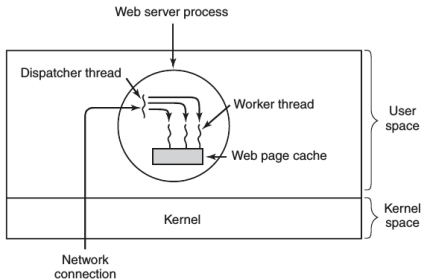 Web server process
Dispatcher thread
Worker thread
Web page cache
User
space
Kernel
Kernel
space
Network
connection